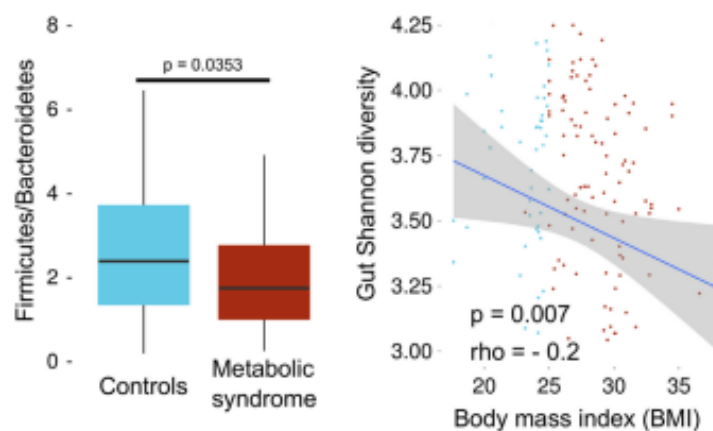 Firmicutes/Bacteroidetes
8
6
4
2
0
p = 0.0353
Controls
Metabolic
syndrome
Gut Shannon diversity
4.25
4.00
3.75
3.50
3.25
3.00
p = 0.007
rho = - 0.2
20 25 30 35
Body mass index (BMI)